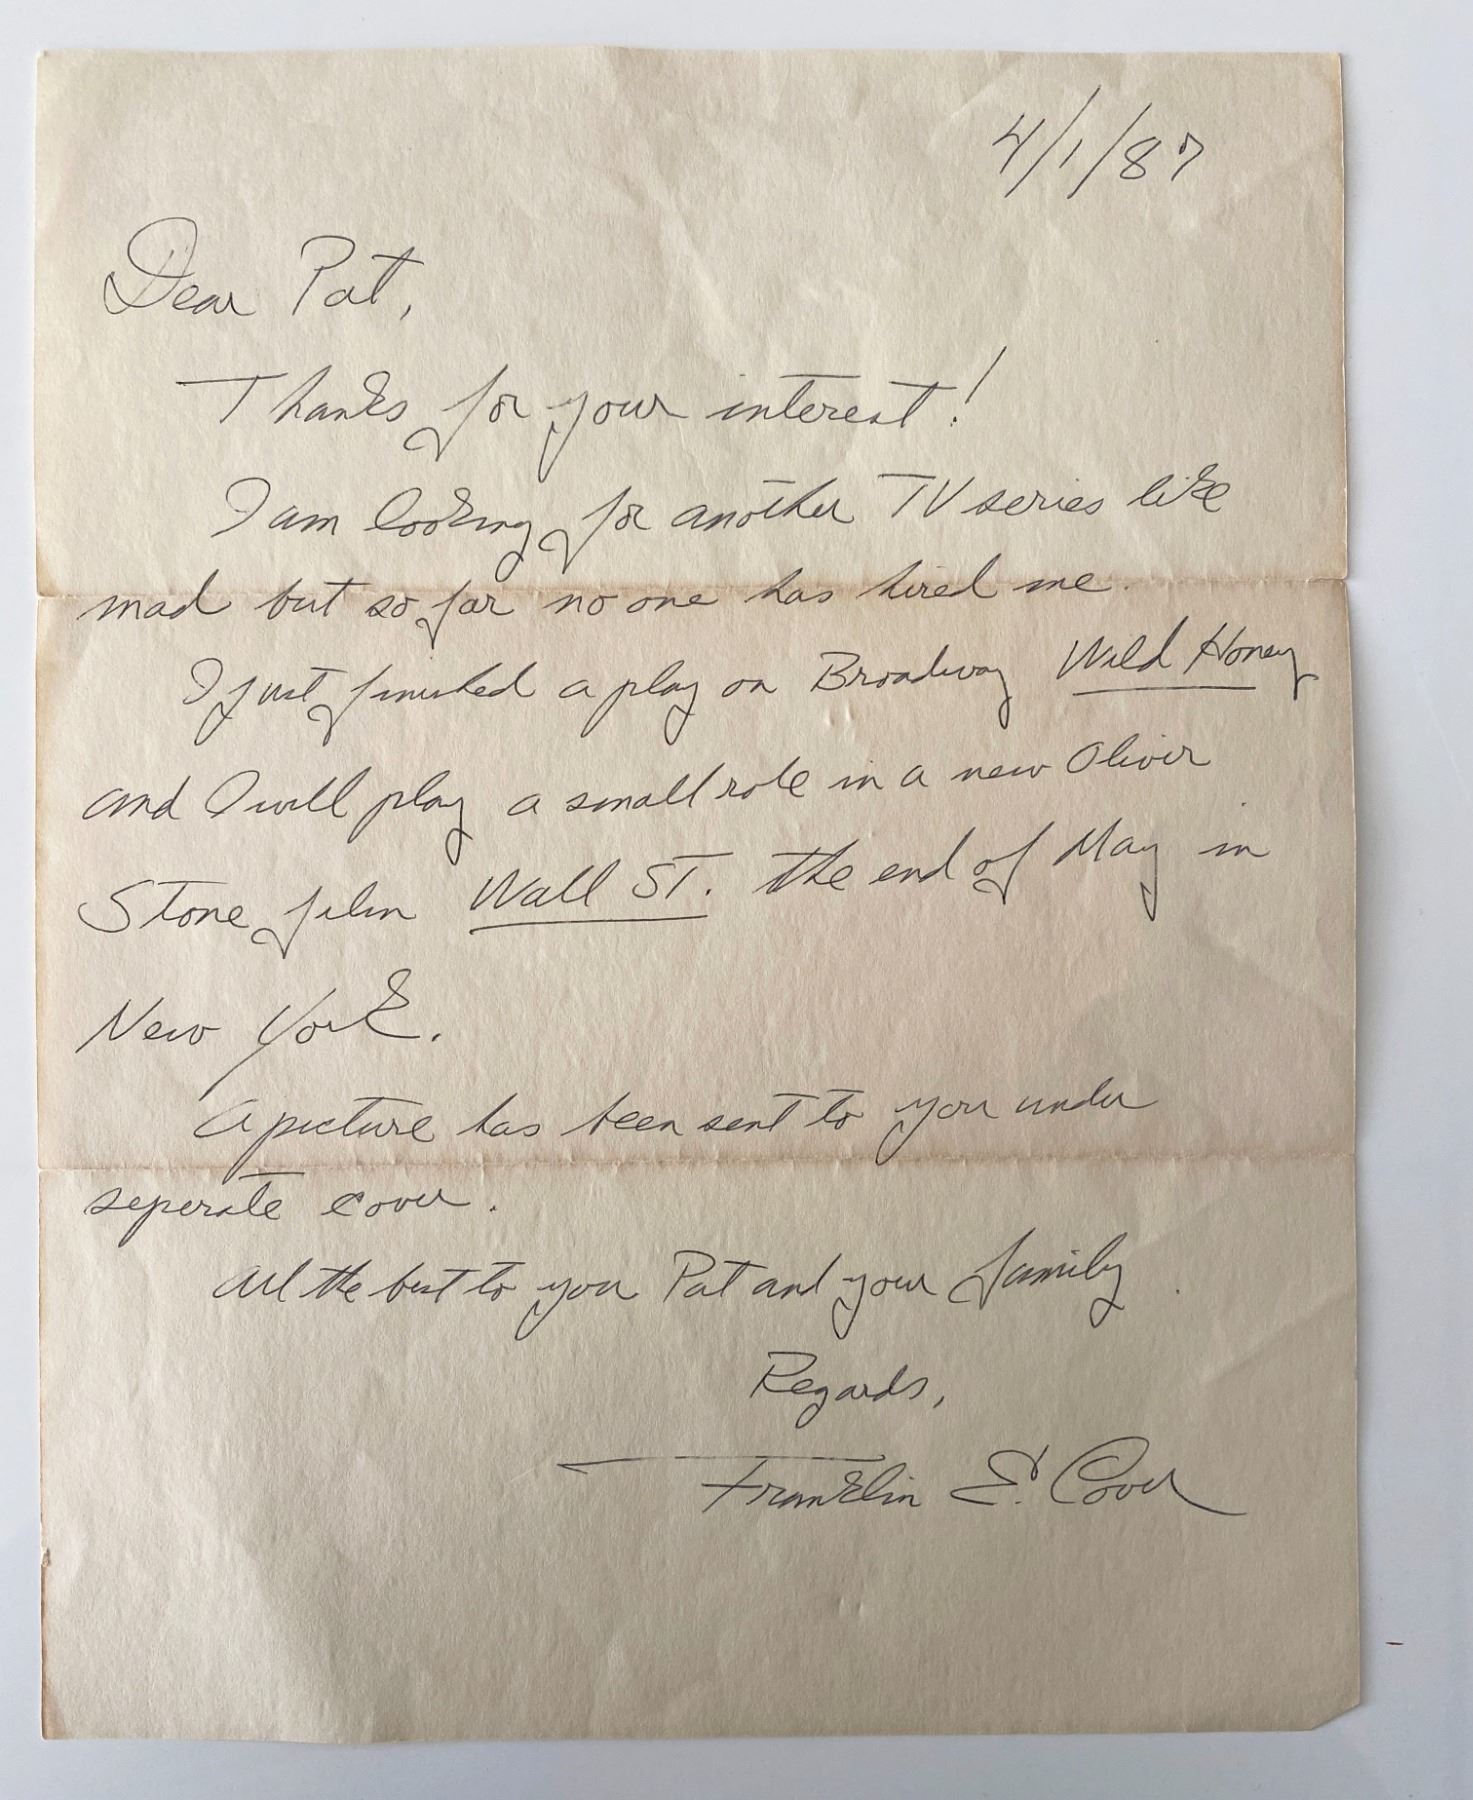 4/1/87
Dear Pat,
Thanks for your interest!
I am looking for another TV series like
mad but so far no one has hired me.
I just finished a play on Broadway Wild Honey
and I will play a small role in a new Oliver
Stone film Wall St. the end of May in
New York.
A picture has been sent to you under
seperate cover.
All the best to you Pat and your family.
Regards,
Franklin E. Cover